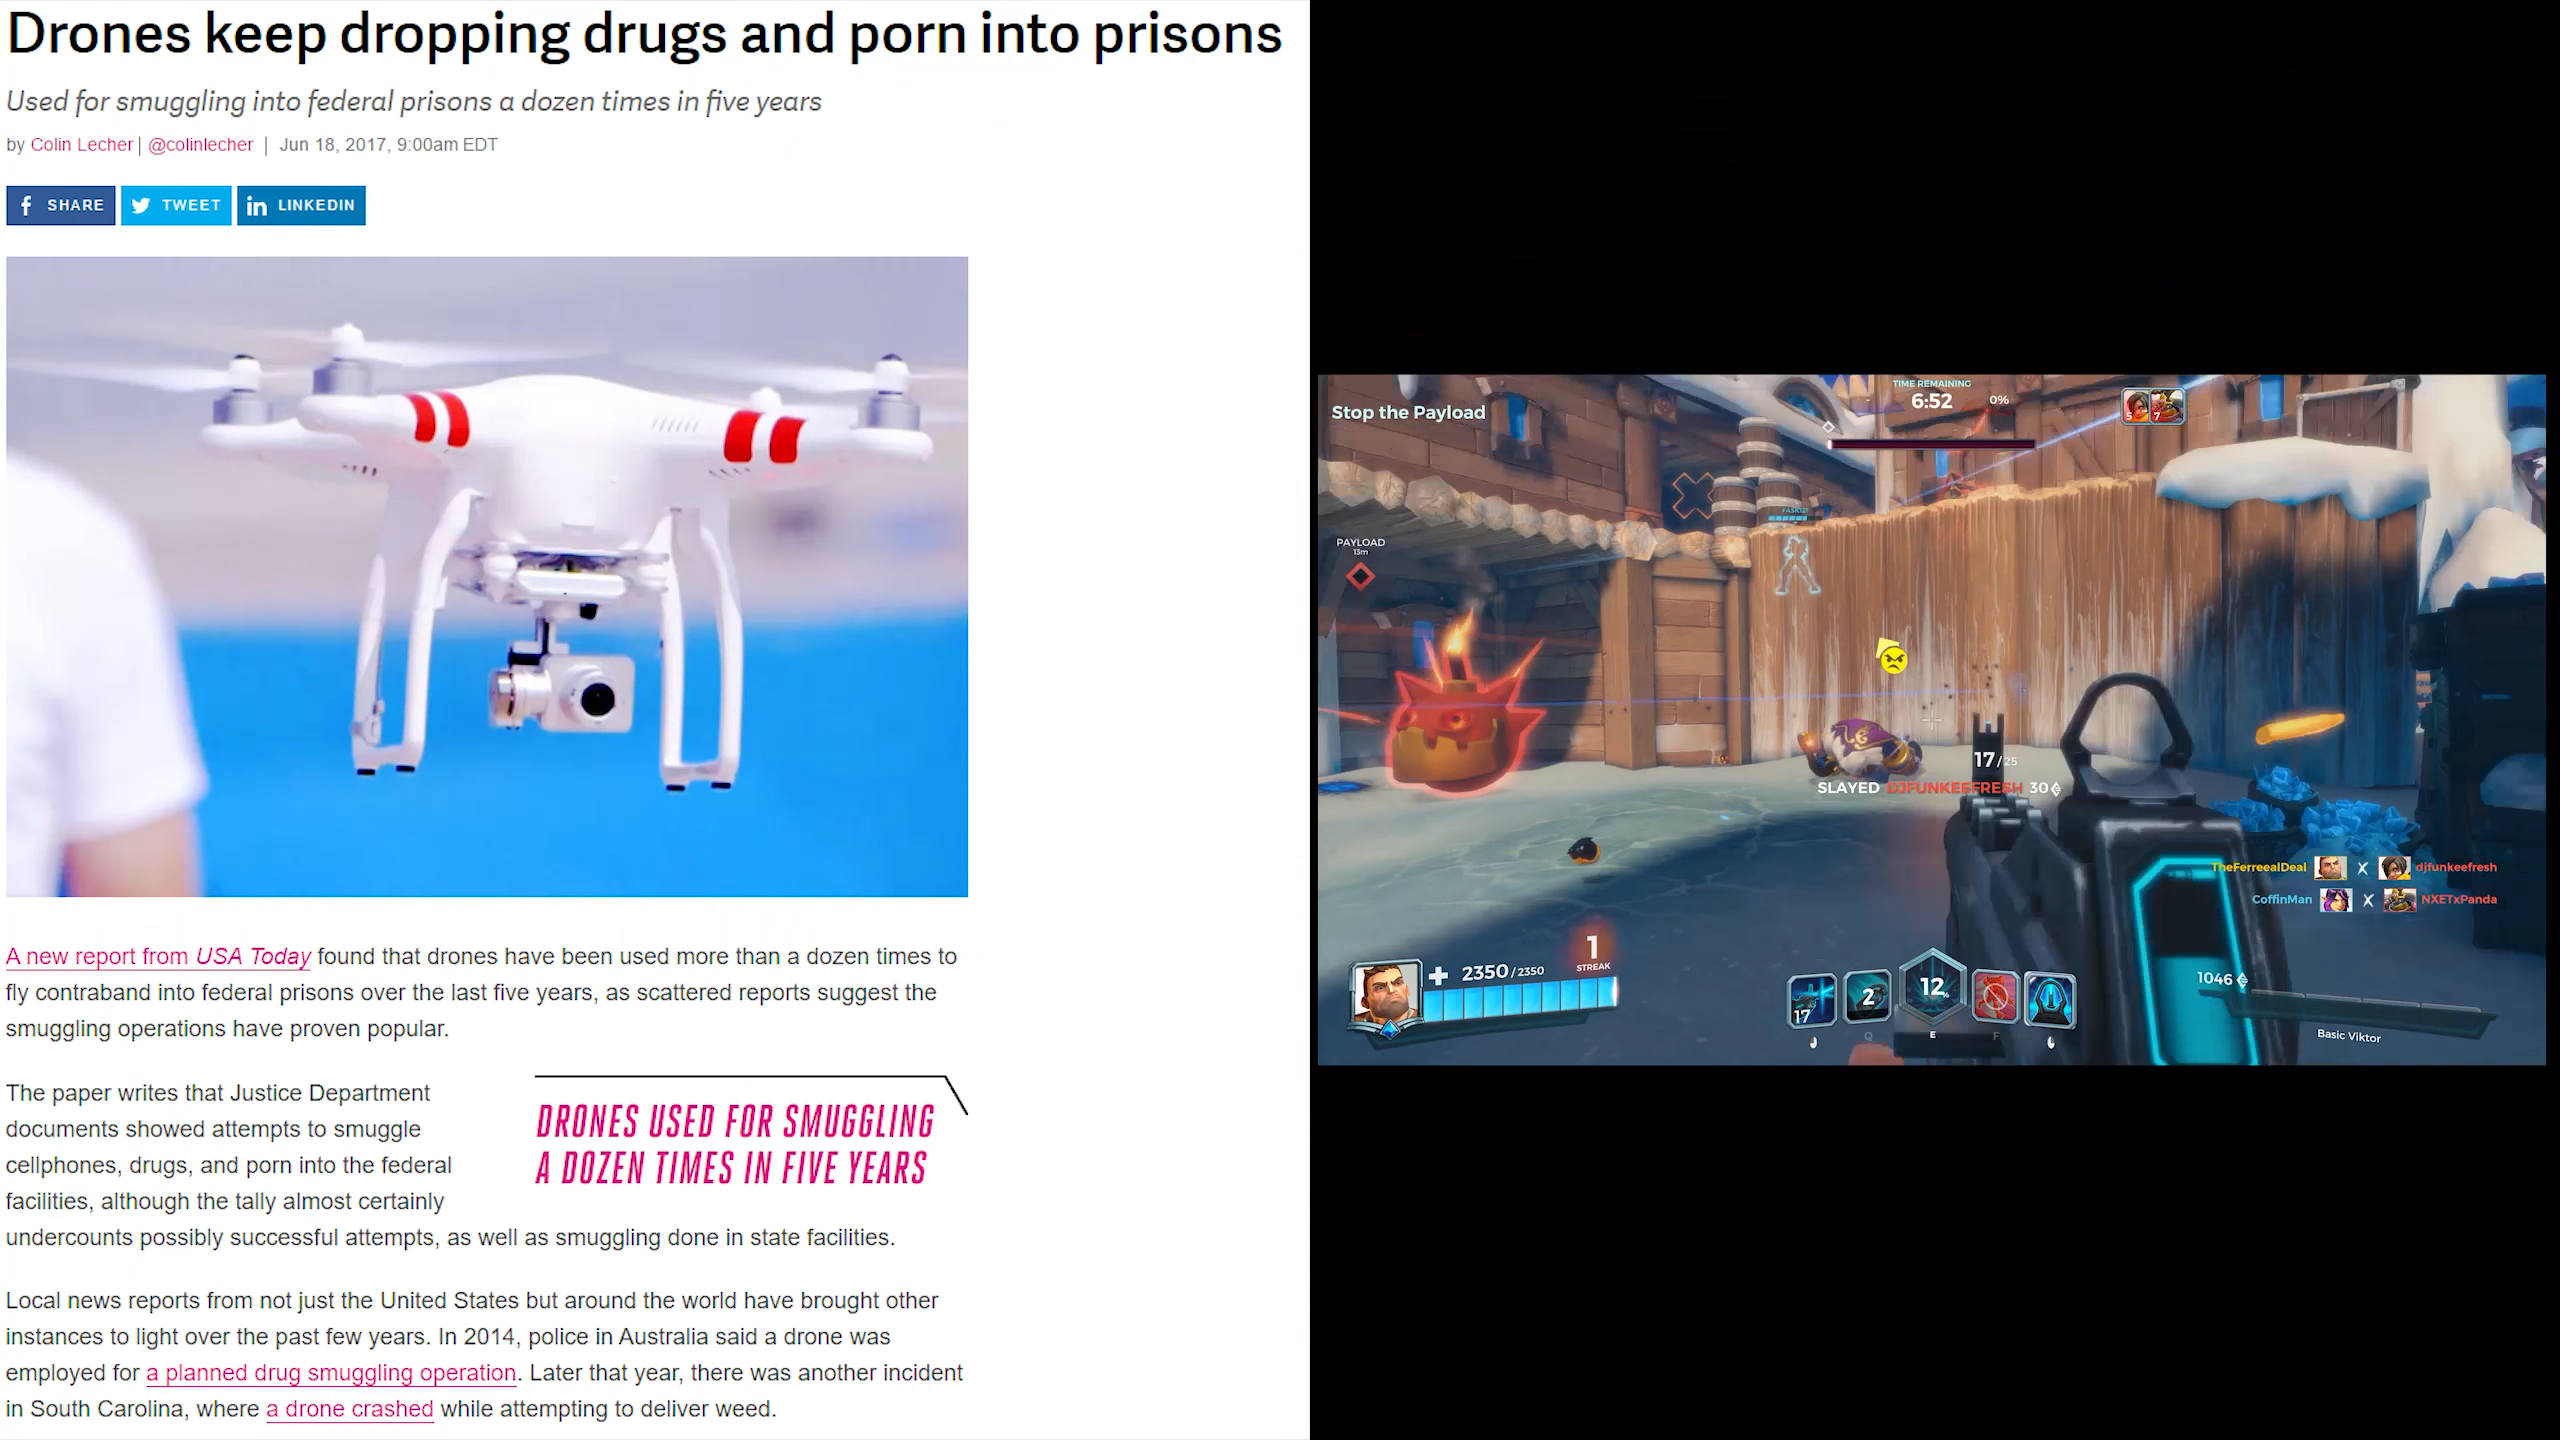 Drones keep dropping drugs and porn into prisons
Used for smuggling into federal prisons a dozen times in five years
by Colin Lecher | @colinlecher | Jun 18, 2017, 9:00am EDT
SHARE
TWEET
LINKEDIN
A new report from USA Today found that drones have been used more than a dozen times to
fly contraband into federal prisons over the last five years, as scattered reports suggest the
smuggling operations have proven popular.
The paper writes that Justice Department
documents showed attempts to smuggle
cellphones, drugs, and porn into the federal
facilities, although the tally almost certainly
undercounts possibly successful attempts, as well as smuggling done in state facilities.
DRONES USED FOR SMUGGLING
A DOZEN TIMES IN FIVE YEARS
Local news reports from not just the United States but around the world have brought other
instances to light over the past few years. In 2014, police in Australia said a drone was
employed for a planned drug smuggling operation. Later that year, there was another incident
in South Carolina, where a drone crashed while attempting to deliver weed.
Stop the Payload
TIME REMAINING
6:52 0%
5 7
PAYLOAD
13m
17/25
SLAYED DJFUNKEEFRESH 30
TheFerreealDeal X djfunkeefresh
CoffinMan X NXETxPanda
1
STREAK
2350/2350
17
2
12%
Q
E
F
1046
Basic Viktor